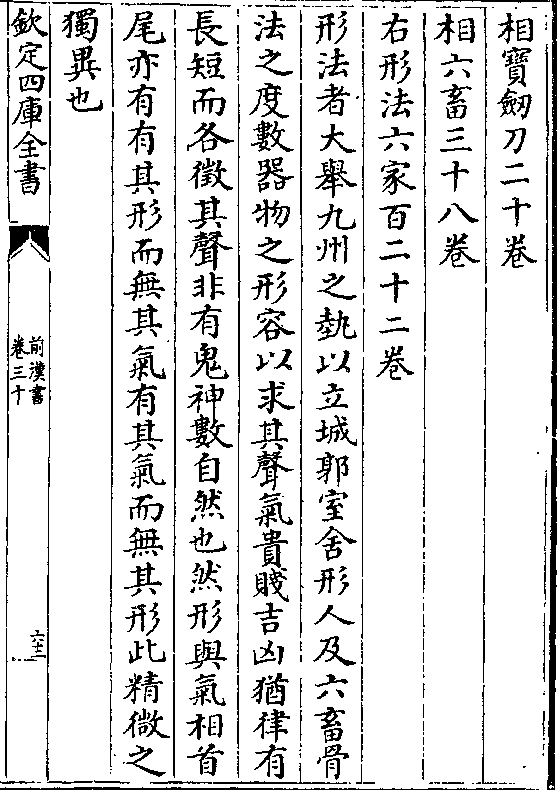 相寶劒刀二十卷
相六畜三十八卷
右形法六家百二十二卷
形法者大舉九州之埶以立城郭室舍形人及六畜骨
法之度數器物之形容以求其聲氣貴賤吉凶猶律有
長短而各徵其聲非有鬼神數自然也然形與氣相首
尾亦有有其形而無其氣有其氣而無其形此精微之
獨異也
欽定四庫全書
前漢書
卷三十